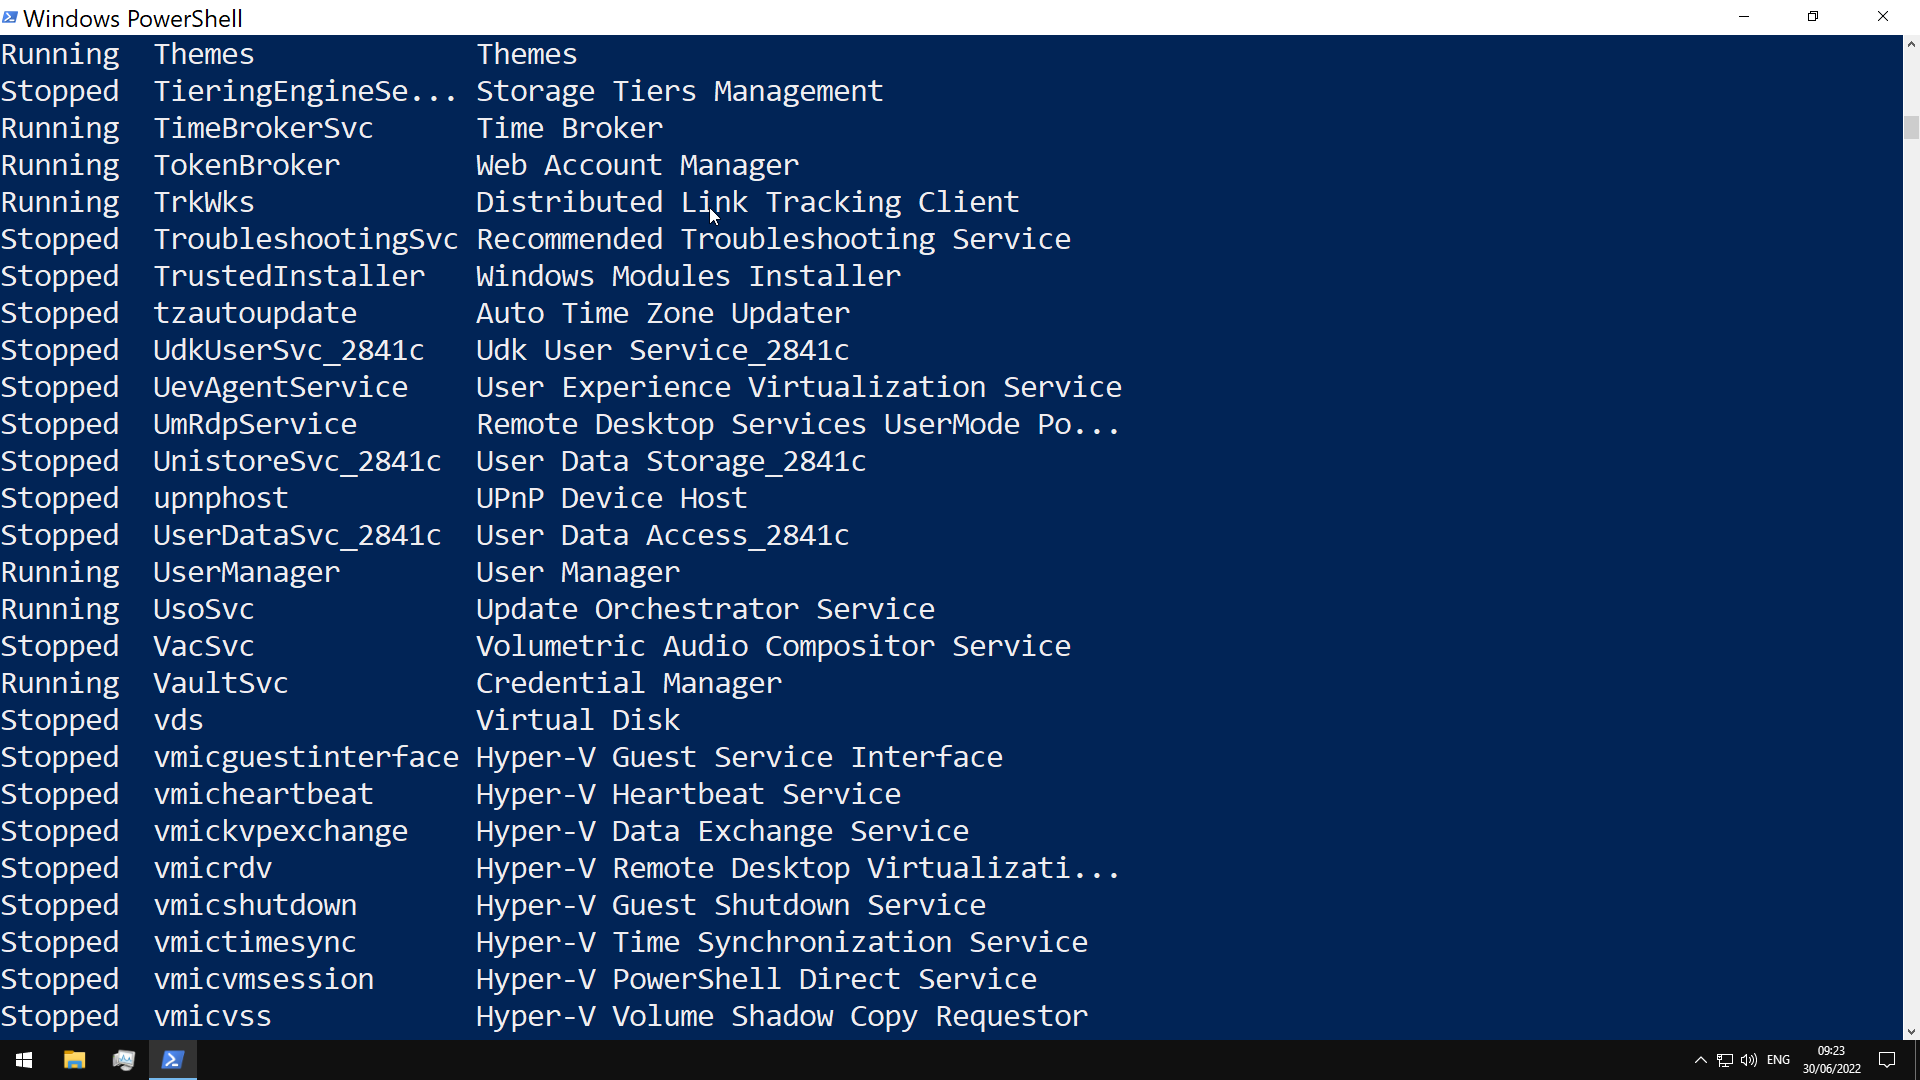 Windows PowerShell
Running  Themes             Themes
Stopped  TieringEngineSe... Storage Tiers Management
Running  TimeBrokerSvc      Time Broker
Running  TokenBroker        Web Account Manager
Running  TrkWks             Distributed Link Tracking Client
Stopped  TroubleshootingSvc Recommended Troubleshooting Service
Stopped  TrustedInstaller   Windows Modules Installer
Stopped  tzautoupdate       Auto Time Zone Updater
Stopped  UdkUserSvc_2841c   Udk User Service_2841c
Stopped  UevAgentService    User Experience Virtualization Service
Stopped  UmRdpService       Remote Desktop Services UserMode Po...
Stopped  UnistoreSvc_2841c  User Data Storage_2841c
Stopped  upnphost           UPnP Device Host
Stopped  UserDataSvc_2841c  User Data Access_2841c
Running  UserManager        User Manager
Running  UsoSvc             Update Orchestrator Service
Stopped  VacSvc             Volumetric Audio Compositor Service
Running  VaultSvc           Credential Manager
Stopped  vds                Virtual Disk
Stopped  vmicguestinterface Hyper-V Guest Service Interface
Stopped  vmicheartbeat      Hyper-V Heartbeat Service
Stopped  vmickvpexchange    Hyper-V Data Exchange Service
Stopped  vmicrdv            Hyper-V Remote Desktop Virtualizati...
Stopped  vmicshutdown       Hyper-V Guest Shutdown Service
Stopped  vmictimesync       Hyper-V Time Synchronization Service
Stopped  vmicvmsession      Hyper-V PowerShell Direct Service
Stopped  vmicvss            Hyper-V Volume Shadow Copy Requestor
ENG
09:23
30/06/2022